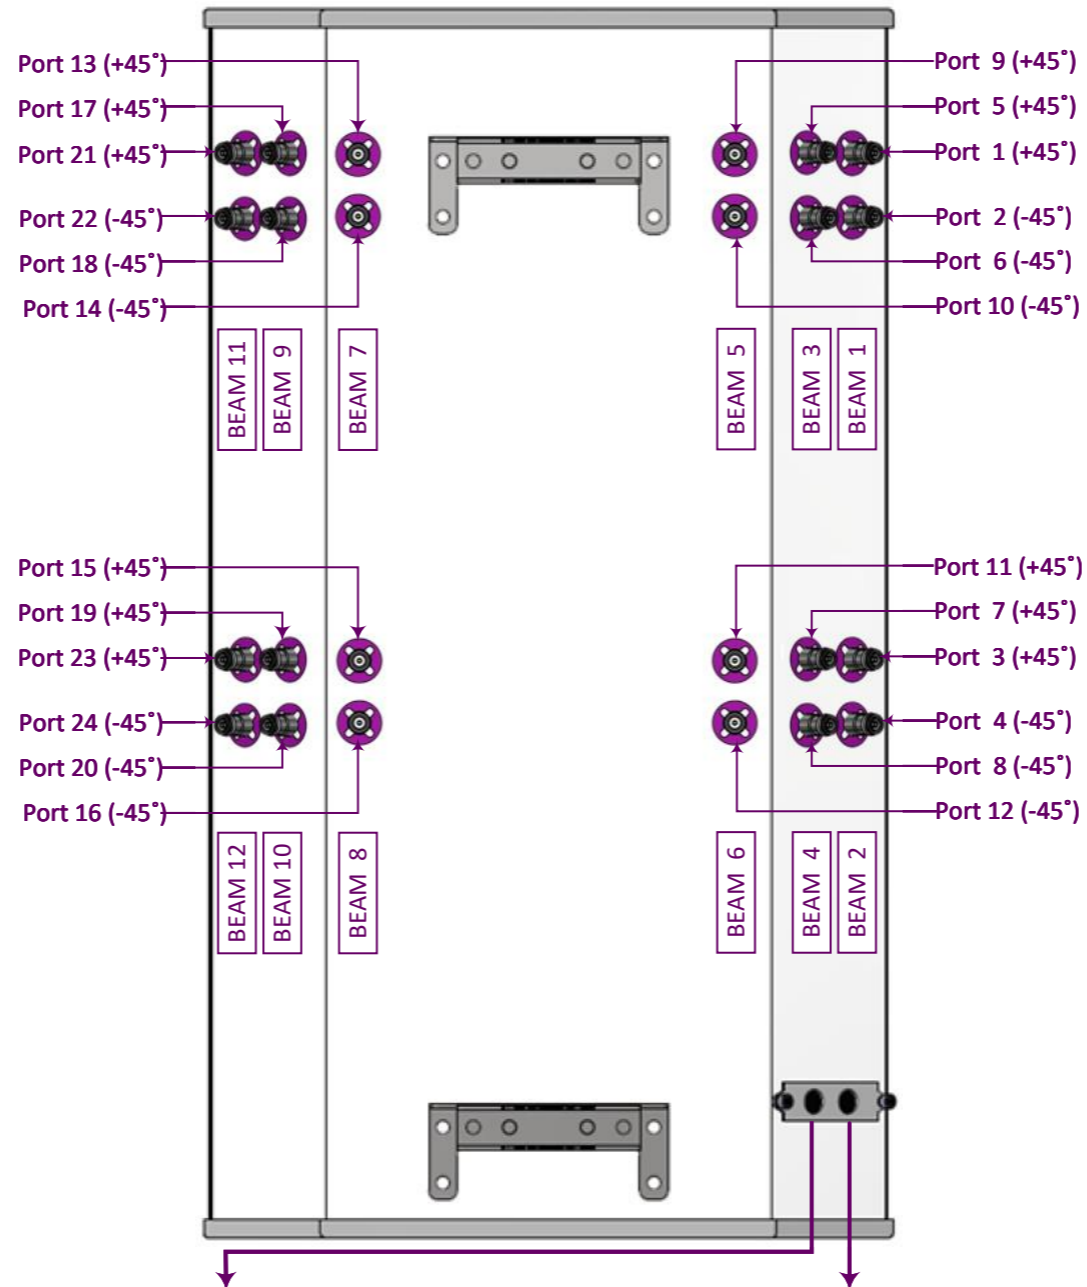 Port 13 (+45˚)
Port 17 (+45˚)
Port 21 (+45˚)
Port 22 (-45˚)
Port 18 (-45˚)
Port 14 (-45˚)
Port 9 (+45˚)
Port 5 (+45˚)
Port 1 (+45˚)
Port 2 (-45˚)
Port 6 (-45˚)
Port 10 (-45˚)
BEAM 11
BEAM 9
BEAM 7
BEAM 5
BEAM 3
BEAM 1
Port 15 (+45˚)
Port 19 (+45˚)
Port 23 (+45˚)
Port 24 (-45˚)
Port 20 (-45˚)
Port 16 (-45˚)
Port 11 (+45˚)
Port 7 (+45˚)
Port 3 (+45˚)
Port 4 (-45˚)
Port 8 (-45˚)
Port 12 (-45˚)
BEAM 12
BEAM 10
BEAM 8
BEAM 6
BEAM 4
BEAM 2